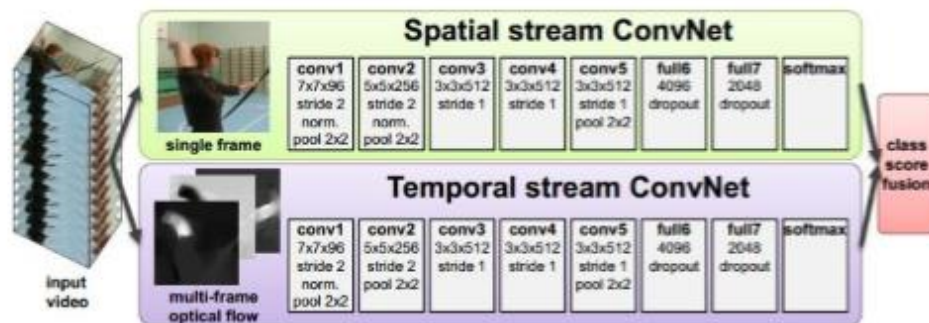 Spatial stream ConvNet
conv1
7x7x96
stride 2
norm.
pool 2x2
conv2
5x5x256
stride 2
norm.
pool 2x2
conv3
3x3x512
stride 1
conv4
3x3x512
stride 1
conv5
3x3x512
stride 1
pool 2x2
full6
4096
dropout
full7
2048
dropout
softmax
single frame
Temporal stream ConvNet
conv1
7x7x96
stride 2
norm.
pool 2x2
conv2
5x5x256
stride 2
pool 2x2
conv3
3x3x512
stride 1
conv4
3x3x512
stride 1
conv5
3x3x512
stride 1
pool 2x2
full6
4096
dropout
full7
2048
dropout
softmax
multi-frame
optical flow
input
video
class
score
fusion